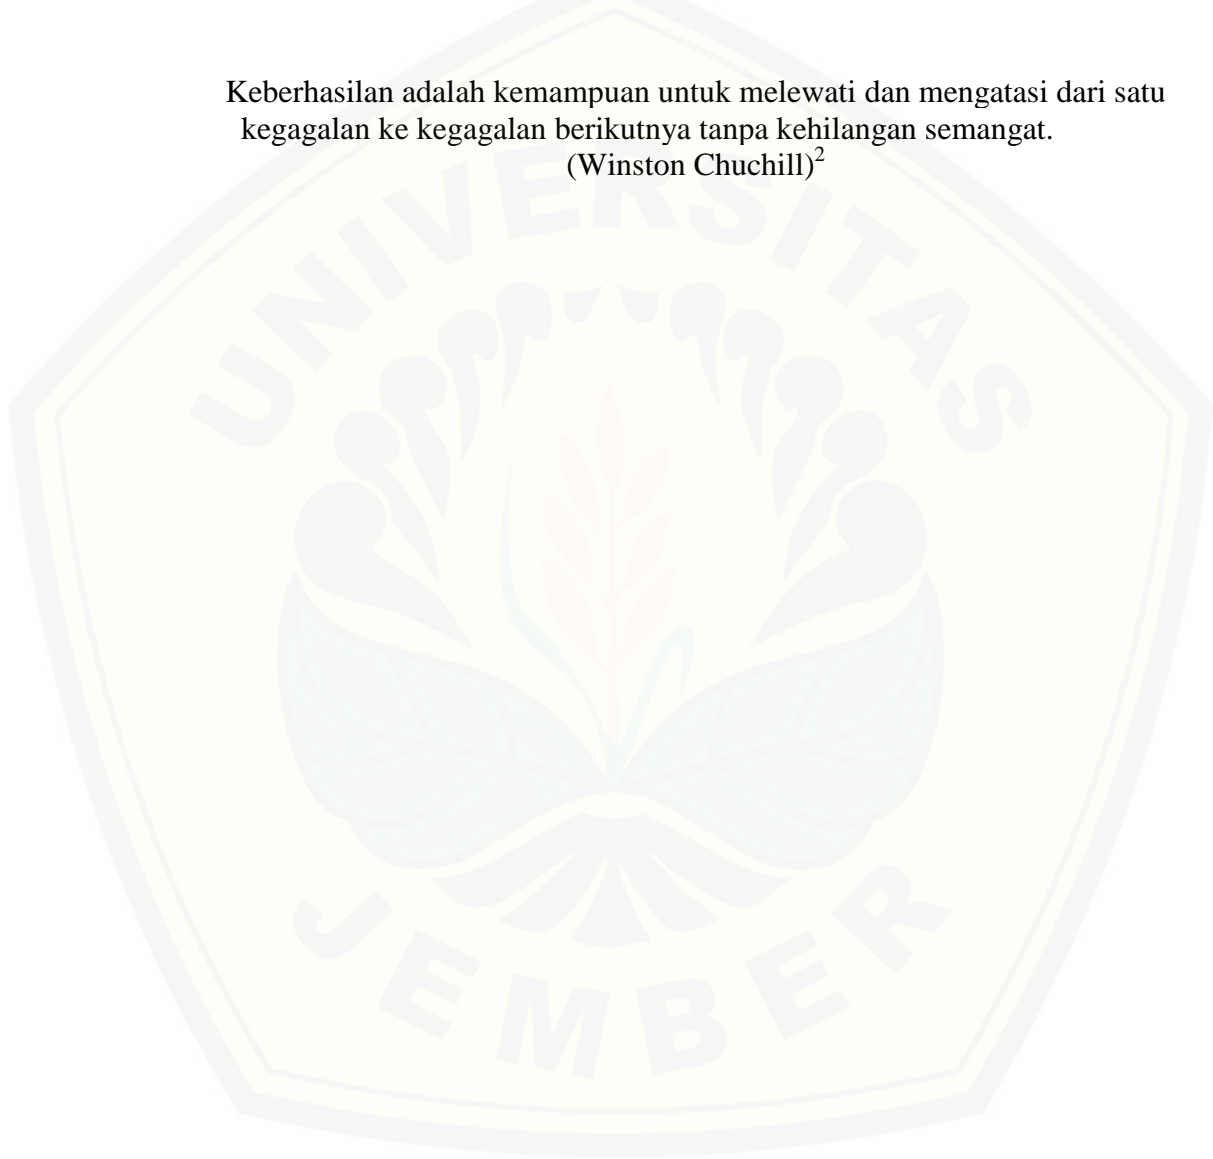 Keberhasilan adalah kemampuan untuk melewati dan mengatasi dari satu
kegagalan ke kegagalan berikutnya tanpa kehilangan semangat.
(Winston Chuchill)2
UNIVERSITAS
JEMBER